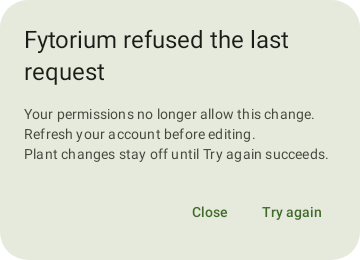 Fytorium refused the last
request
Your permissions no longer allow this change.
Refresh your account before editing.
Plant changes stay off until Try again succeeds.
Close
Try again